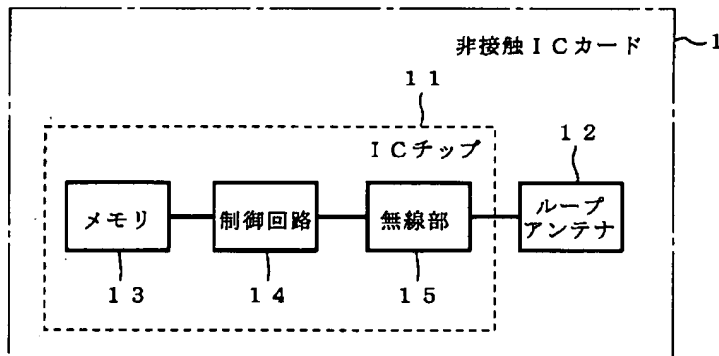 非接触ICカード
1
11
ICチップ
12
メモリ
制御回路
無線部
ループ
アンテナ
13
14
15